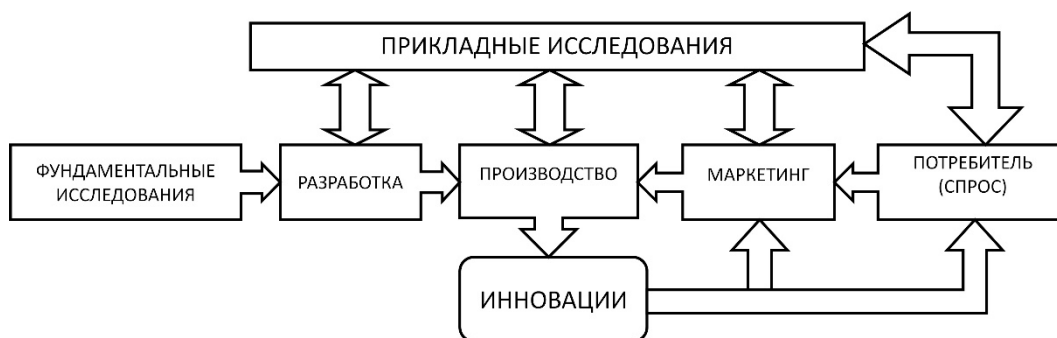 ПРИКЛАДНЫЕ ИССЛЕДОВАНИЯ
ФУНДАМЕНТАЛЬНЫЕ
ИССЛЕДОВАНИЯ
РАЗРАБОТКА
ПРОИЗВОДСТВО
МАРКЕТИНГ
ПОТРЕБИТЕЛЬ
(СПРОС)
ИННОВАЦИИ